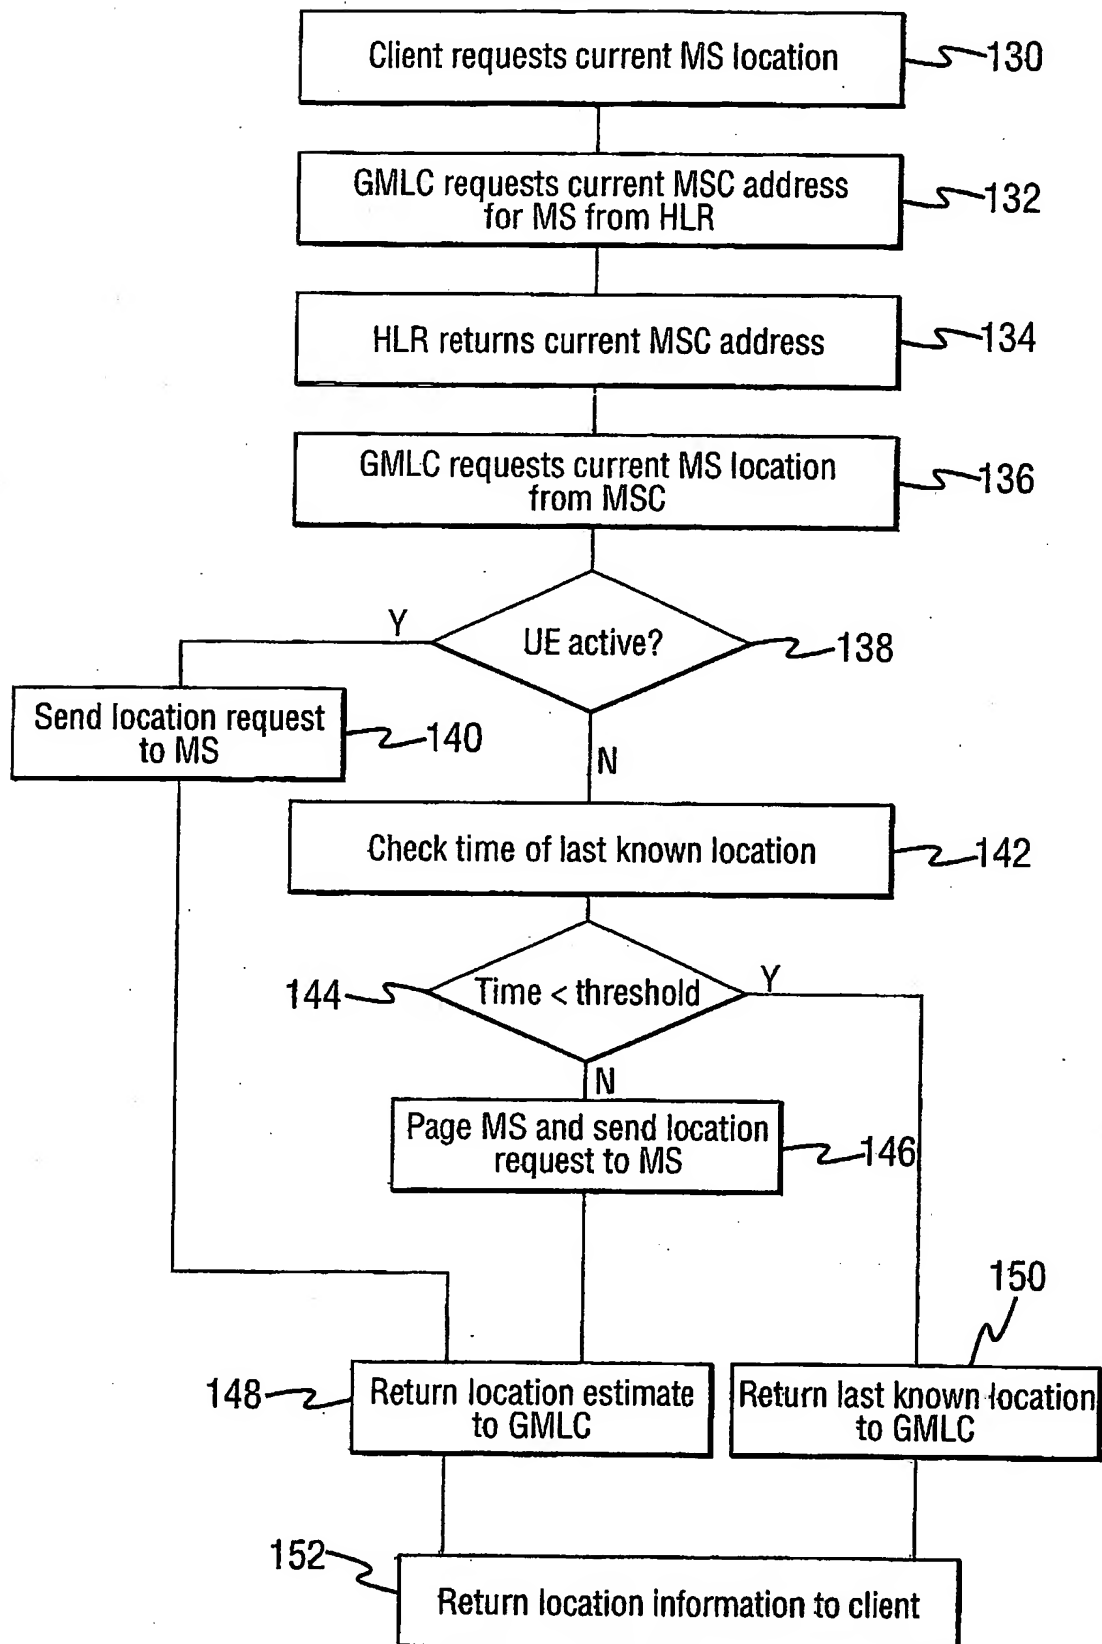 Client requests current MS location
130
GMLC requests current MSC address
for MS from HLR
132
HLR returns current MSC address
134
GMLC requests current MS location
from MSC
136
Y
UE active?
138
Send location request
to MS
140
N
Check time of last known location
142
144
Time < threshold
Y
N
Page MS and send location
request to MS
146
150
148
Return location estimate
to GMLC
Return last known location
to GMLC
152
Return location information to client